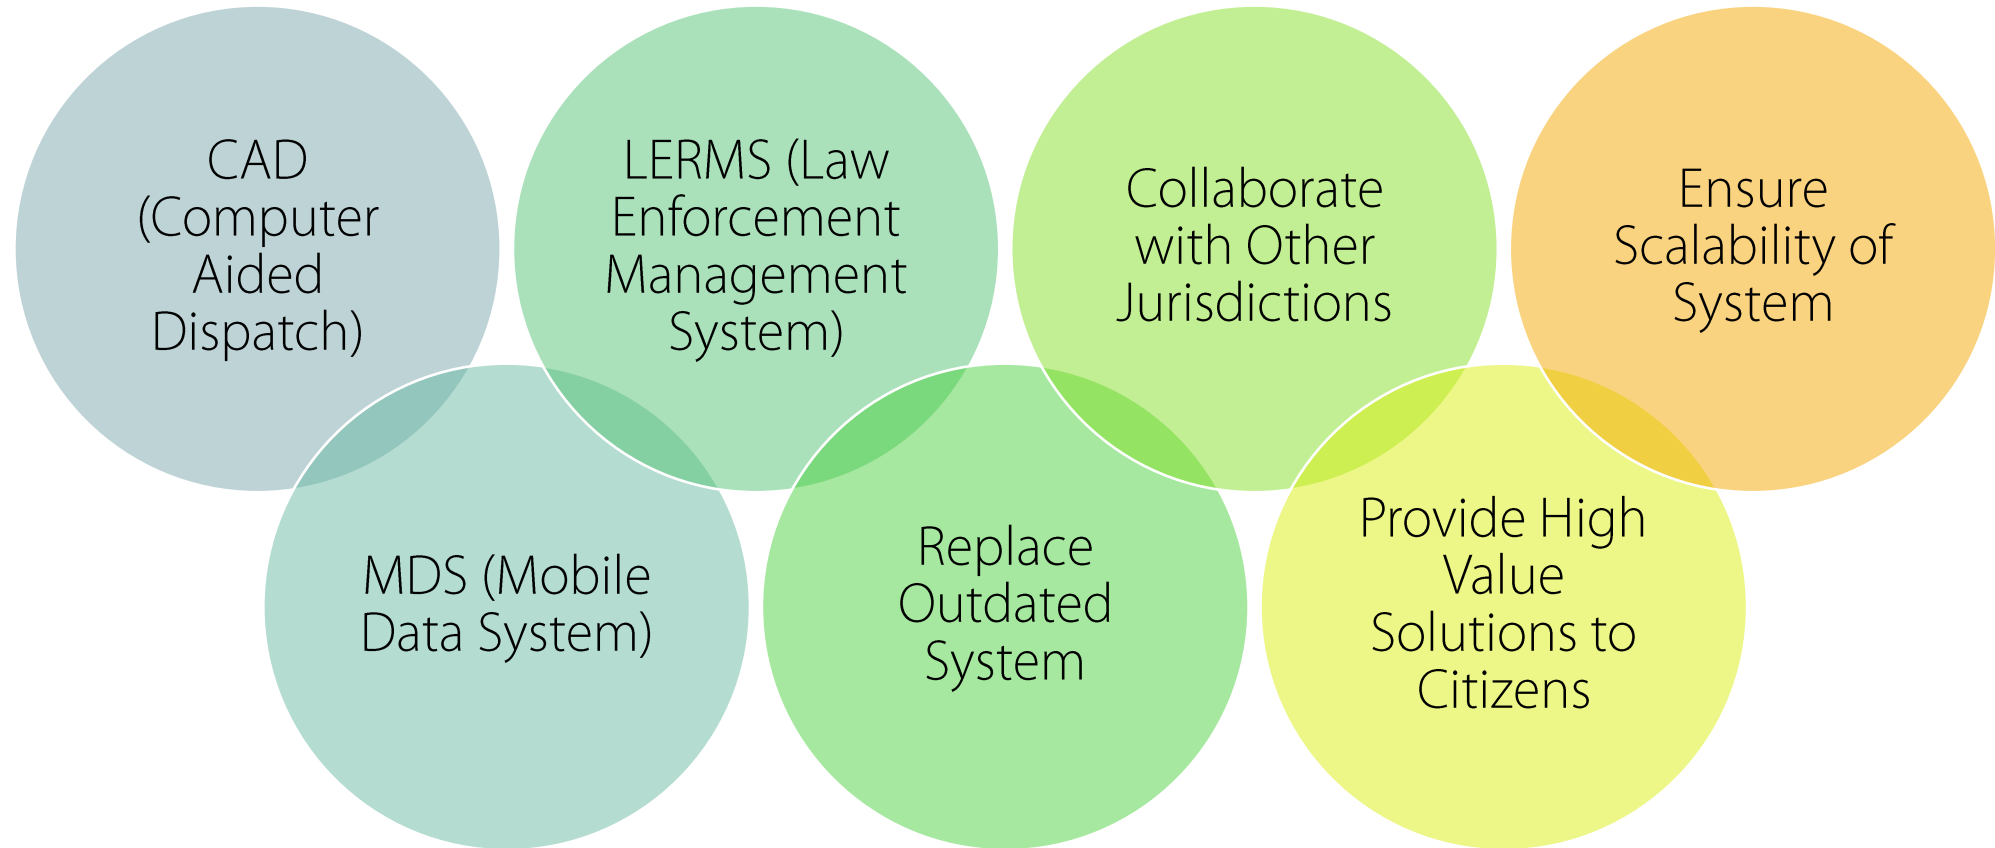 CAD
(Computer
Aided
Dispatch)
LERMS (Law
Enforcement
Management
System)
Collaborate
with Other
Jurisdictions
Ensure
Scalability of
System
MDS (Mobile
Data System)
Replace
Outdated
System
Provide High
Value
Solutions to
Citizens